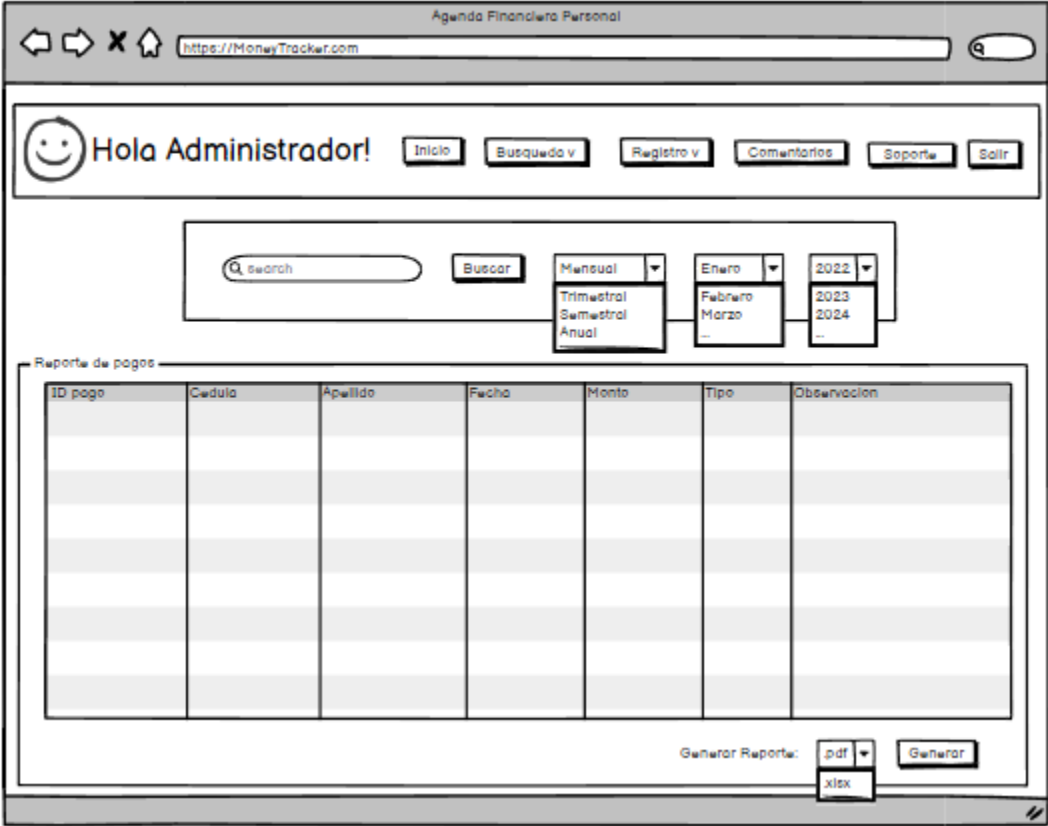 Agenda Financiera Personal
https://MoneyTracker.com
Hola Administrador!
Inicio
Busqueda v
Registro v
Comentarios
Soporte
Salir
search
Buscar
Mensual
Trimestral
Semestral
Anual
Enero
Febrero
Marzo
...
2022
2023
2024
...
Reporte de pagos
ID pago
Cedula
Apellido
Fecha
Monto
Tipo
Observacion
Generar Reporte:
.pdf
xlsx
Generar